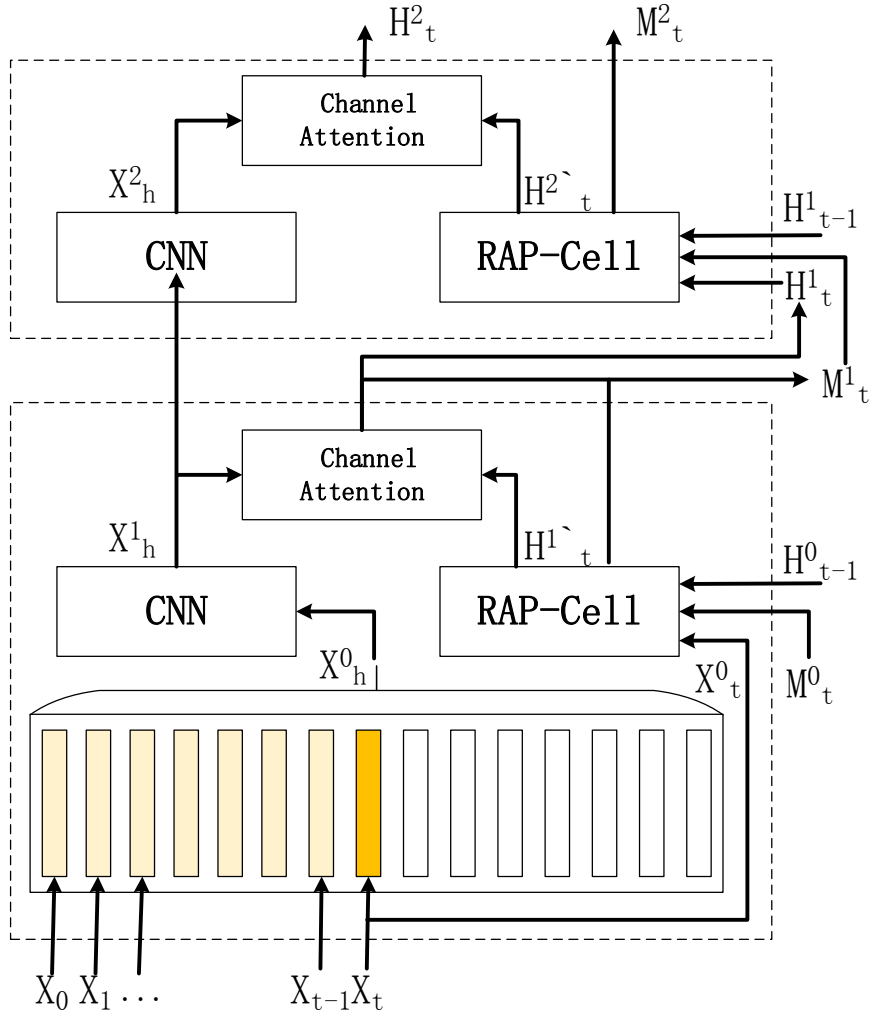 H²ₜ
M²ₜ
Channel
Attention
X²ₕ
H²`ₜ
H¹ₜ₋₁
CNN
RAP-Cell
H¹ₜ
M¹ₜ
Channel
Attention
X¹ₕ
H¹`ₜ
H⁰ₜ₋₁
CNN
RAP-Cell
X⁰ₕ
X⁰ₜ
M⁰ₜ
X₀ X₁ ... Xₜ₋₁ Xₜ